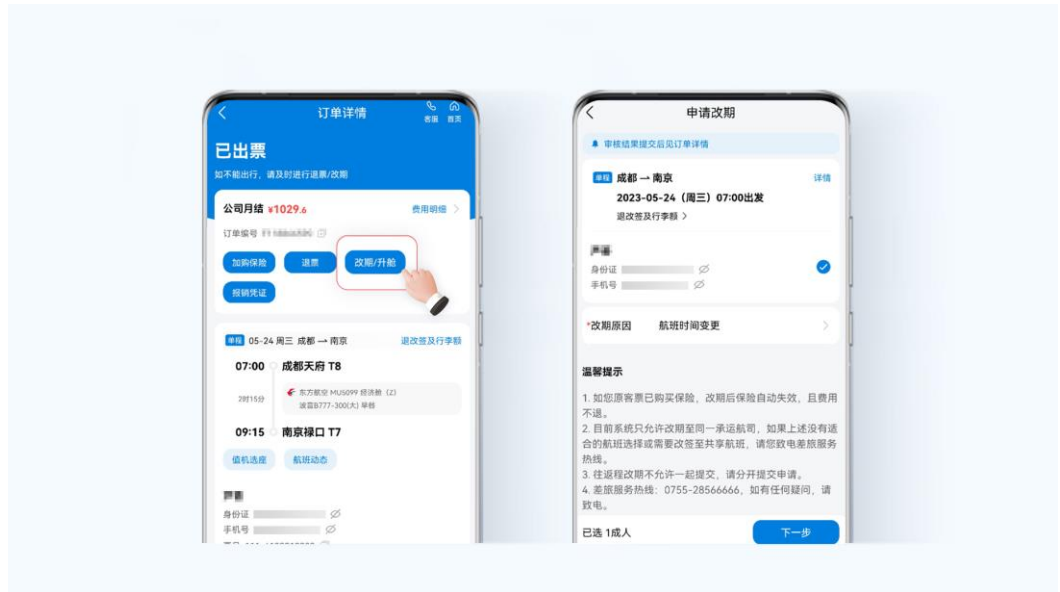 订单详情
客服 首页
已出票
如不能出行，请及时进行退票/改期
公司月结 ¥1029.6
费用明细
订单编号
加购保险
退票
改期/升舱
报销凭证
单程 05-24 周三 成都 → 南京
退改签及行李额
07:00 成都天府 T8
2时15分
东方航空 MU5099 经济舱 (Z)
波音B777-300(大) 早餐
09:15 南京禄口 T7
值机选座
航班动态
身份证
手机号
申请改期
审核结果提交后见订单详情
单程 成都 → 南京
详情
2023-05-24（周三）07:00出发
退改签及行李额
身份证
手机号
*改期原因 航班时间变更
温馨提示
1. 如您原客票已购买保险，改期后保险自动失效，且费用
不退。
2. 目前系统只允许改期至同一承运航司，如果上述没有适
合的航班选择或需要改签至共享航班，请您致电差旅服务
热线。
3. 往返程改期不允许一起提交，请分开提交申请。
4. 差旅服务热线：0755-28566666，如有任何疑问，请
致电。
已选 1成人
下一步